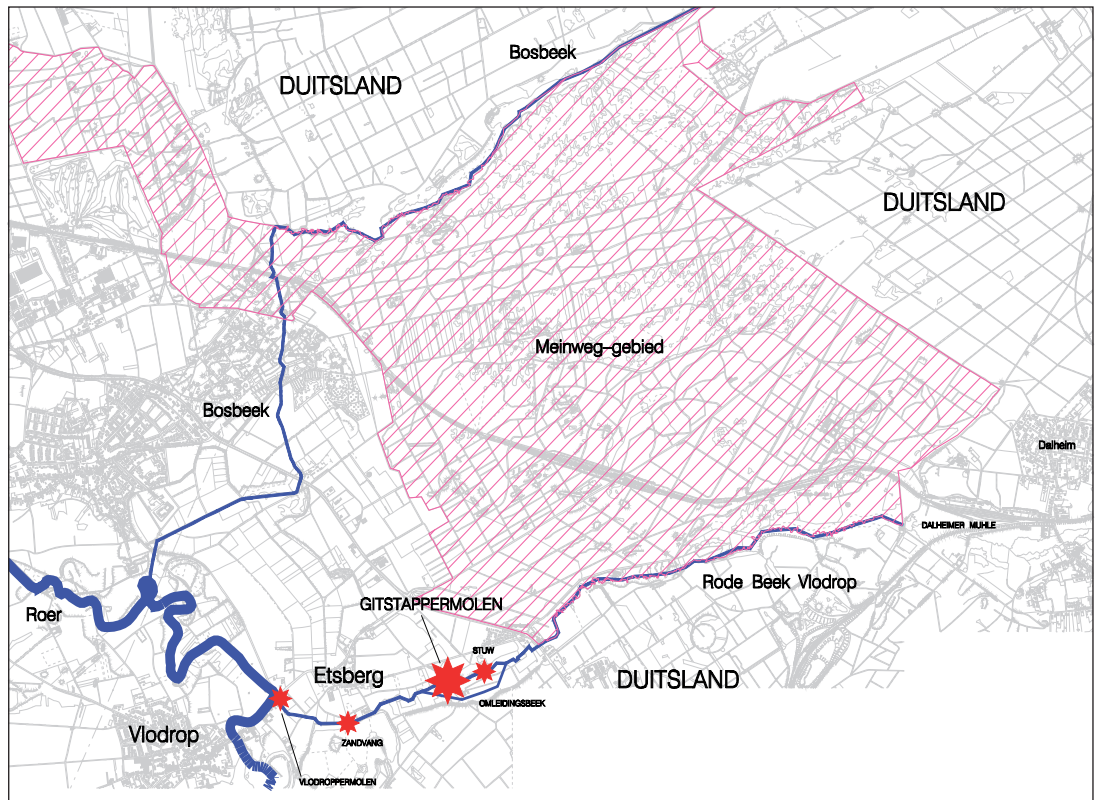 Bosbeek
DUITSLAND
DUITSLAND
Meinweg-gebied
Bosbeek
Dalheim
DALHEIMER MUHLE
Rode Beek Vlodrop
GITSTAPPERMOLEN
Roer
STUW
Etsberg
DUITSLAND
OMLEIDINGSBEEK
Vlodrop
ZANDVANG
VLODROPPERMOLEN